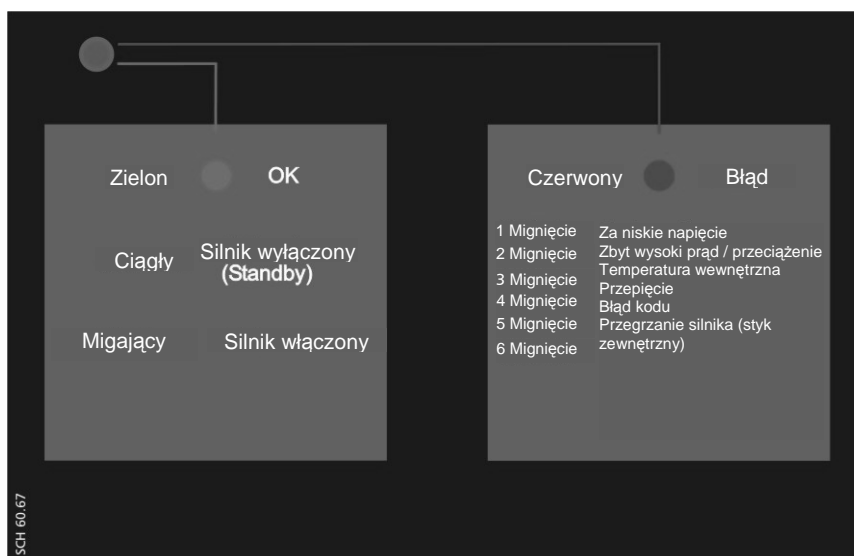 Zielon OK
Ciągły Silnik wyłączony
(Standby)
Migający Silnik włączony
Czerwony Błąd
1 Mignięcie Za niskie napięcie
2 Mignięcie Zbyt wysoki prąd / przeciążenie
3 Mignięcie Temperatura wewnętrzna
4 Mignięcie Przepięcie
5 Mignięcie Błąd kodu
6 Mignięcie Przegrzanie silnika (styk
zewnętrzny)
SCH 60.67